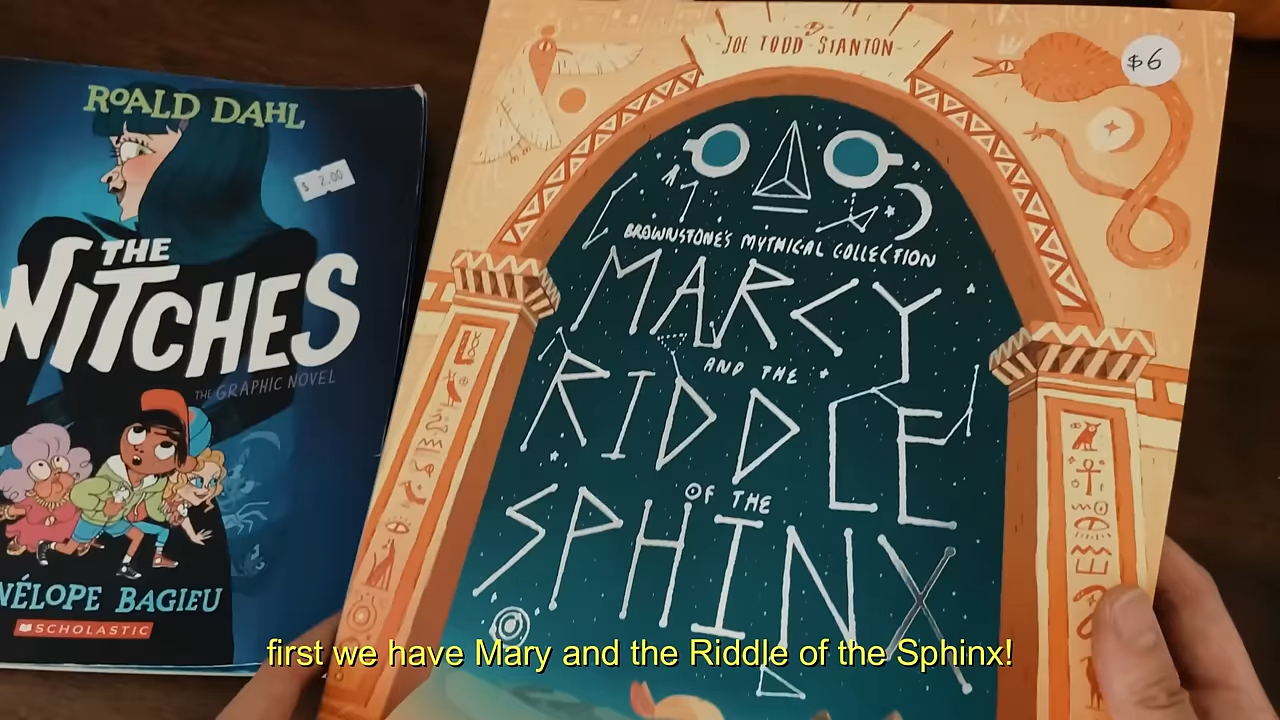 ROALD DAHL
$ 2.00
THE
WITCHES
THE GRAPHIC NOVEL
NÉLOPE BAGIEU
SCHOLASTIC
JOE TODD-STANTON
$6
BROWNSTONE'S MYTHICAL COLLECTION
MARCY
AND THE
RIDDLE
OF THE
SPHINX
first we have Mary and the Riddle of the Sphinx!